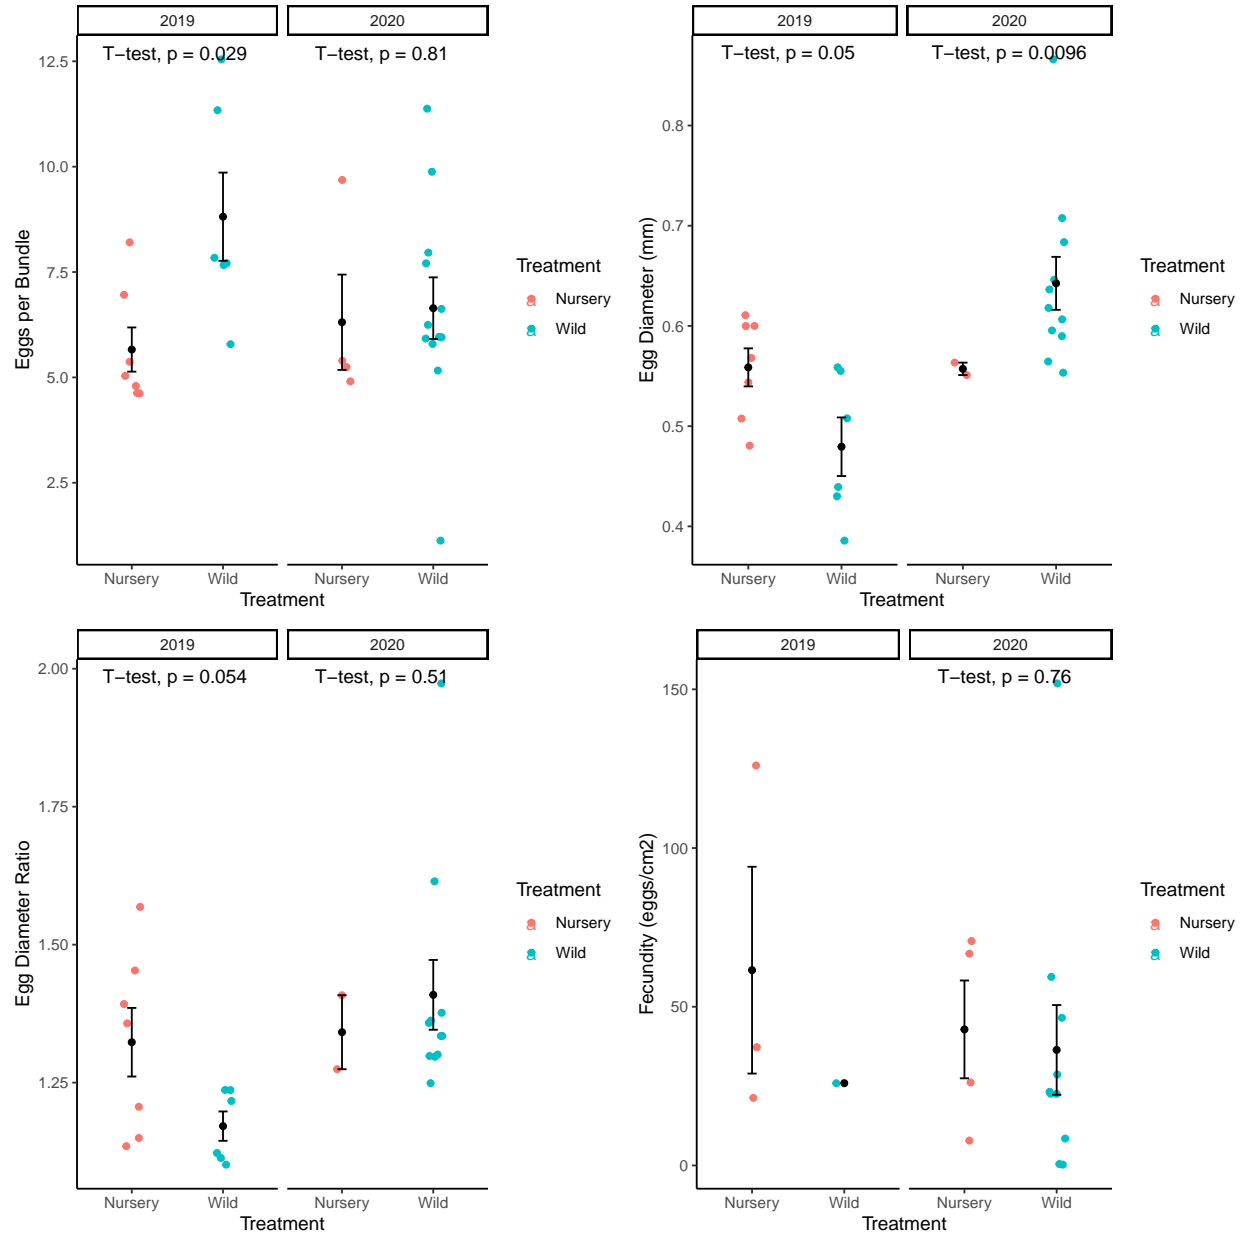 2019
2020
T-test, p = 0.029
T-test, p = 0.81
12.5
10.0
7.5
5.0
2.5
Eggs per Bundle
Nursery
Wild
Nursery
Wild
Treatment
Treatment
a Nursery
a Wild
2019
2020
T-test, p = 0.05
T-test, p = 0.0096
0.8
0.7
0.6
0.5
0.4
Egg Diameter (mm)
Nursery
Wild
Nursery
Wild
Treatment
Treatment
a Nursery
a Wild
2019
2020
T-test, p = 0.054
T-test, p = 0.51
2.00
1.75
1.50
1.25
Egg Diameter Ratio
Nursery
Wild
Nursery
Wild
Treatment
Treatment
a Nursery
a Wild
2019
2020
T-test, p = 0.76
150
100
50
0
Fecundity (eggs/cm2)
Nursery
Wild
Nursery
Wild
Treatment
Treatment
a Nursery
a Wild